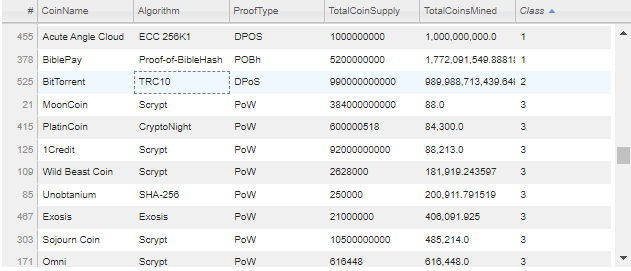 # CoinName Algorithm ProofType TotalCoinSupply TotalCoinsMined Class
455 Acute Angle Cloud ECC 256K1 DPOS 1000000000 1,000,000,000.0 1
378 BiblePay Proof-of-BibleHash POBh 5200000000 1,772,091,549.8881 1
525 BitTorrent TRC10 DPoS 990000000000 989,988,713,439.64 2
21 MoonCoin Scrypt PoW 384000000000 88.0 3
415 PlatinCoin CryptoNight PoW 600000518 84,300.0 3
125 1Credit Scrypt PoW 92000000000 88,213.0 3
109 Wild Beast Coin Scrypt PoW 2628000 181,919.243597 3
85 Unobtanium SHA-256 PoW 250000 200,911.791519 3
467 Exosis Exosis PoW 21000000 406,091.925 3
303 Sojourn Coin Scrypt PoW 10500000000 485,214.0 3
171 Omni Scrypt PoW 616448 616,448.0 3